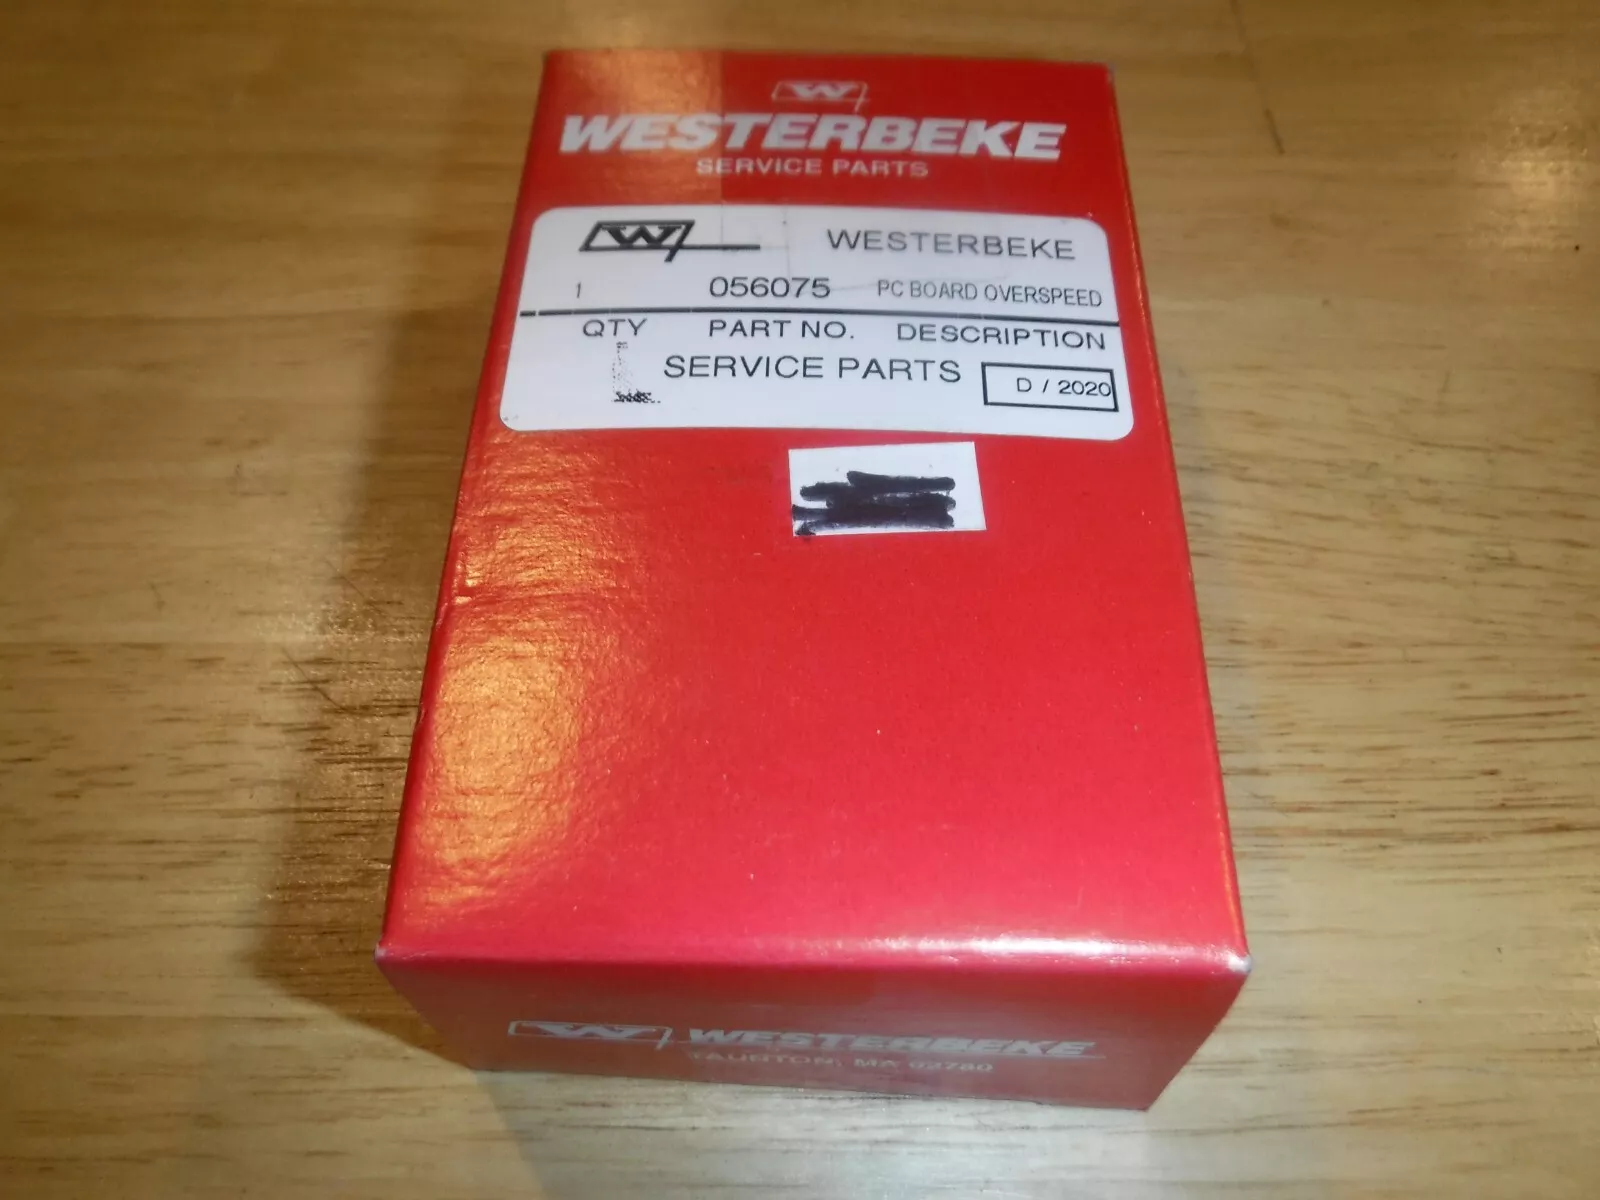 W
WESTERBEKE
SERVICE PARTS
W WESTERBEKE
1 056075 PC BOARD OVERSPEED
QTY PART NO. DESCRIPTION
SERVICE PARTS
D / 2020
W WESTERBEKE
TAUNTON, MA 02780